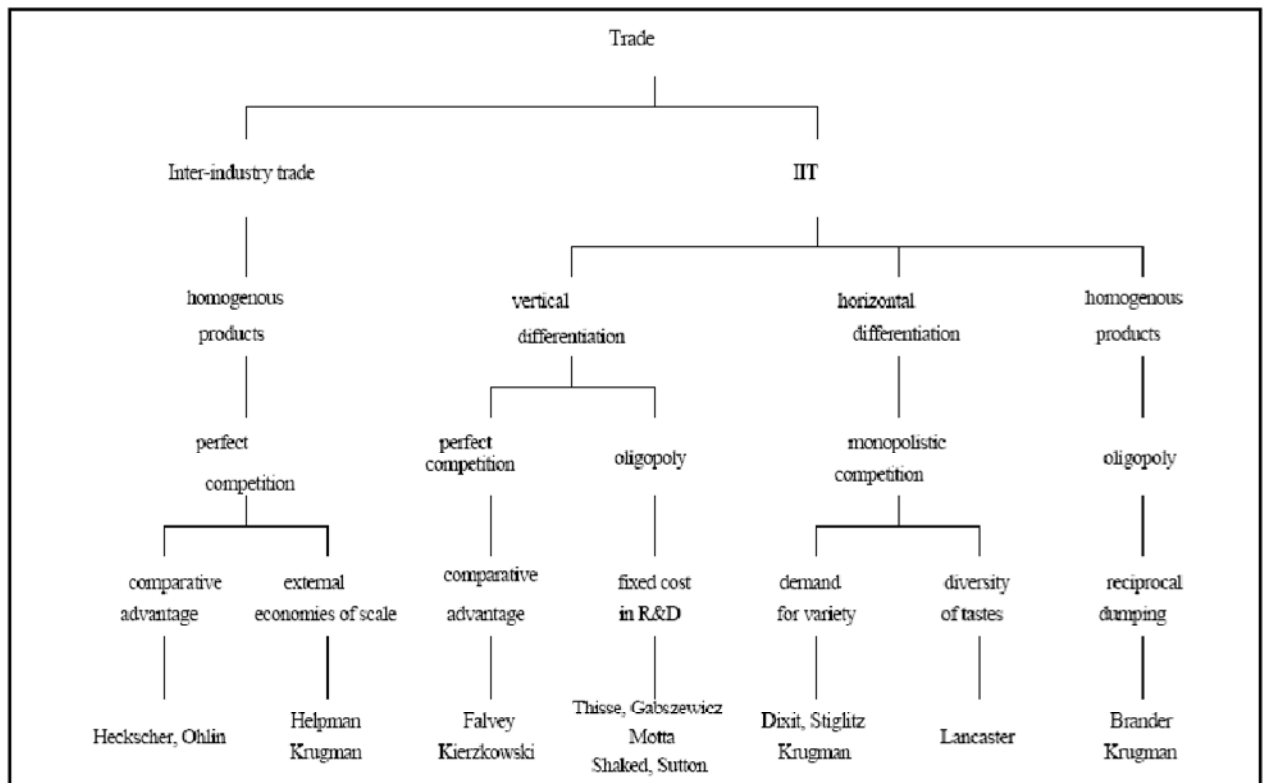 Trade
Inter-industry trade
IIT
homogenous
products
vertical
differentiation
horizontal
differentiation
homogenous
products
perfect
competition
perfect
competition
oligopoly
monopolistic
competition
oligopoly
comparative
advantage
external
economies of scale
comparative
advantage
fixed cost
in R&D
demand
for variety
diversity
of tastes
reciprocal
dumping
Heckscher, Ohlin
Helpman
Krugman
Falvey
Kierzkowski
Thisse, Gabszewicz
Motta
Shaked, Sutton
Dixit, Stiglitz
Krugman
Lancaster
Brander
Krugman